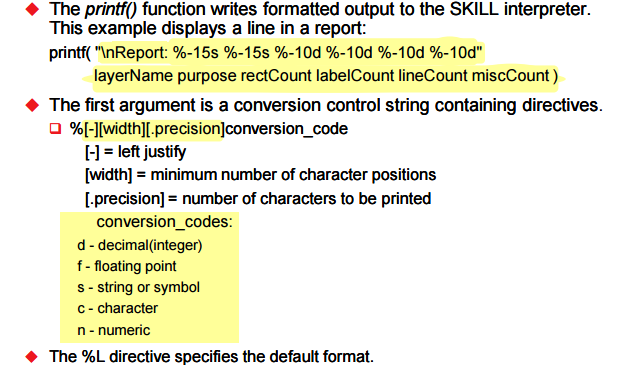 The printf() function writes formatted output to the SKILL interpreter.
This example displays a line in a report:
printf( "\nReport: %-15s %-15s %-10d %-10d %-10d %-10d"
layerName purpose rectCount labelCount lineCount miscCount )
The first argument is a conversion control string containing directives.
%[-][width][.precision]conversion_code
[-] = left justify
[width] = minimum number of character positions
[.precision] = number of characters to be printed
conversion_codes:
d - decimal(integer)
f - floating point
s - string or symbol
c - character
n - numeric
The %L directive specifies the default format.